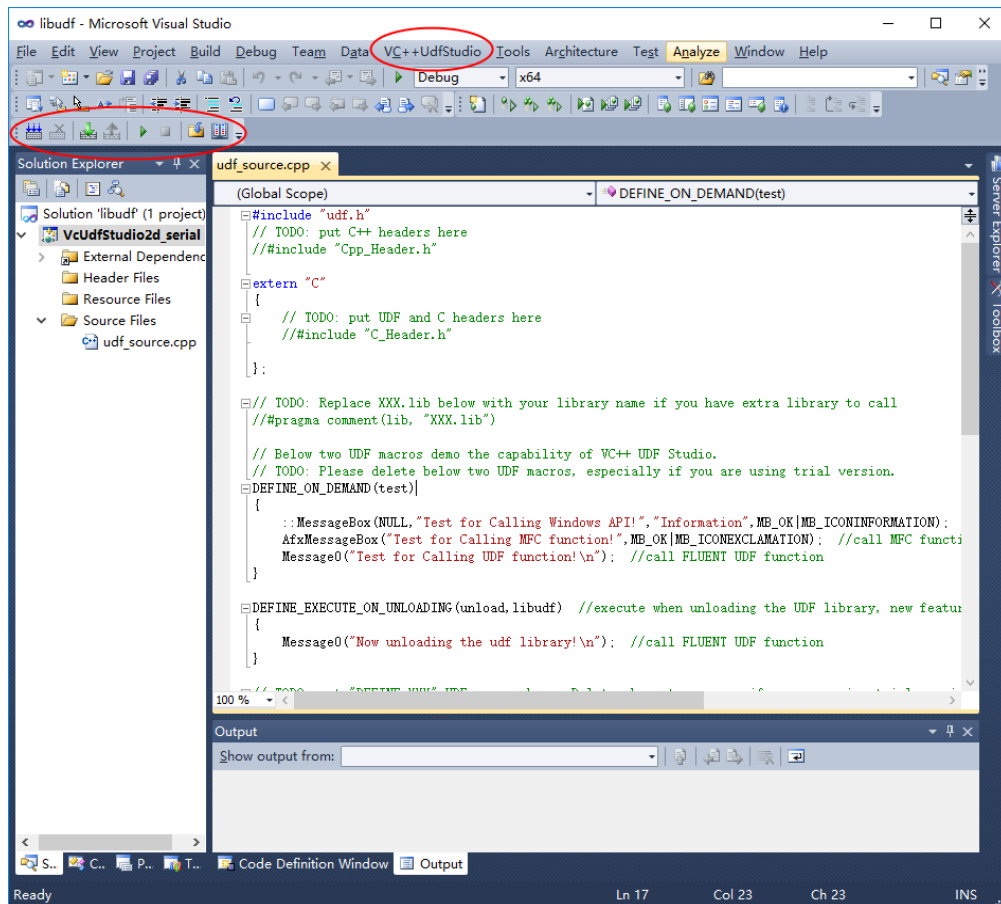 libudf - Microsoft Visual Studio
File Edit View Project Build Debug Team Data VC++UdfStudio Tools Architecture Test Analyze Window Help
Debug x64
Solution Explorer
udf_source.cpp
(Global Scope) DEFINE_ON_DEMAND(test)
Solution 'libudf' (1 project)
VcUdfStudio2d_serial
External Dependenc
Header Files
Resource Files
Source Files
udf_source.cpp
#include "udf.h"
// TODO: put C++ headers here
//#include "Cpp_Header.h"
extern "C"
{
// TODO: put UDF and C headers here
//#include "C_Header.h"
};
// TODO: Replace XXX.lib below with your library name if you have extra library to call
//#pragma comment(lib, "XXX.lib")
// Below two UDF macros demo the capability of VC++ UDF Studio.
// TODO: Please delete below two UDF macros, especially if you are using trial version.
DEFINE_ON_DEMAND(test)
{
::MessageBox(NULL,"Test for Calling Windows API!","Information",MB_OK|MB_ICONINFORMATION);
AfxMessageBox("Test for Calling MFC function!",MB_OK|MB_ICONEXCLAMATION); //call MFC functi
Message0("Test for Calling UDF function!\n"); //call FLUENT UDF function
}
DEFINE_EXECUTE_ON_UNLOADING(unload,libudf) //execute when unloading the UDF library, new featur
{
Message0("Now unloading the udf library!\n"); //call FLUENT UDF function
}
100 %
Server Explorer
Toolbox
Output
Show output from:
S... C... P... T...
Code Definition Window Output
Ready Ln 17 Col 23 Ch 23 INS